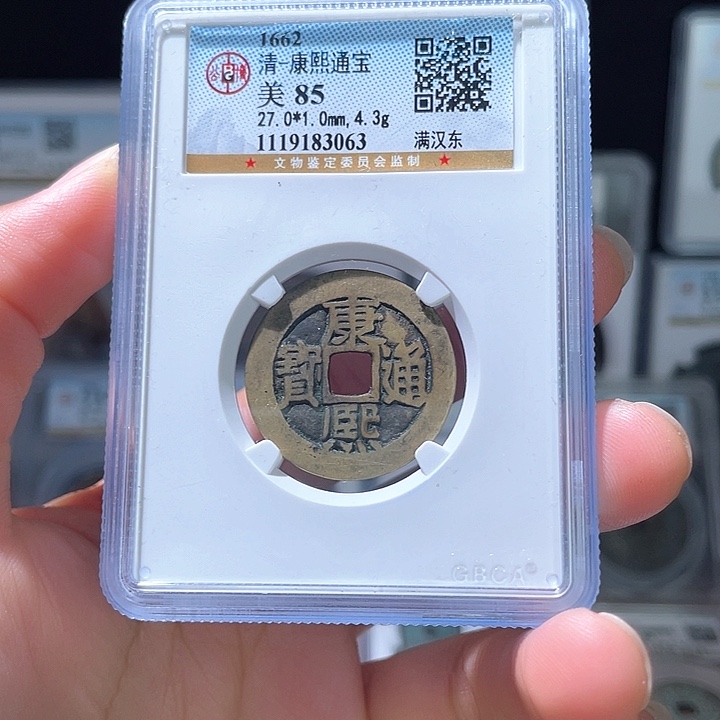 1662
清-康熙通宝
美 85
27.0*1.0mm, 4.3g
1119183063
满汉东
★ 文物鉴定委员会监制 ★
康熙通寶
GBCA